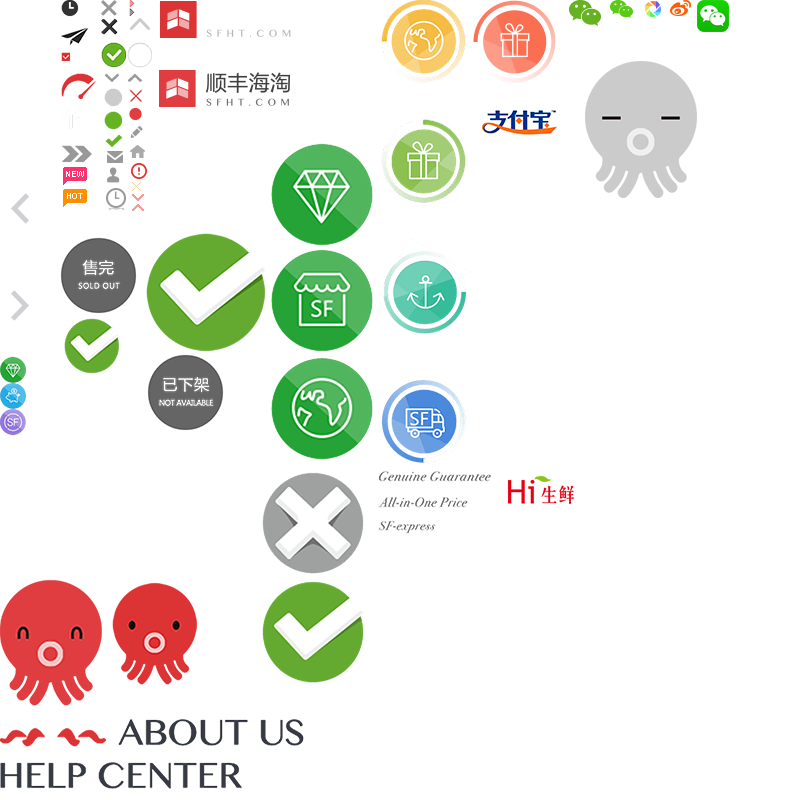 SFHT.COM
顺丰海淘
SFHT.COM
支付宝
NEW
HOT
售完
SOLD OUT
SF
已下架
NOT AVAILABLE
SF
SF
Genuine Guarantee
All-in-One Price
SF-express
Hi生鲜
ABOUT US
HELP CENTER